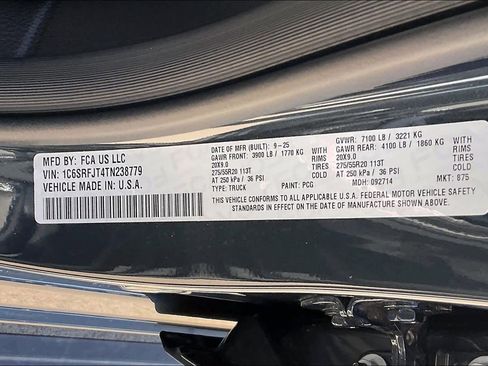 MFD BY: FCA US LLC
VIN: 1C6SRFJT4TN238779
VEHICLE MADE IN: U.S.A.
DATE OF MFR (BUILT): 9-25 GVWR: 7100 LB / 3221 KG
GAWR FRONT: 3900 LB / 1770 KG WITH GAWR REAR: 4100 LB / 1860 KG WITH
20X9.0 RIMS 20X9.0 RIMS
275/55R20 113T TIRES 275/55R20 113T TIRES
AT 250 kPa / 36 PSI COLD AT 250 kPa / 36 PSI COLD
TYPE: TRUCK PAINT: PCG MDH: 092714 MKT: 875
THIS VEHICLE CONFORMS TO ALL APPLICABLE U.S.A. FEDERAL MOTOR VEHICLE SAFETY
STANDARDS IN EFFECT ON THE DATE OF MANUFACTURE SHOWN ABOVE.